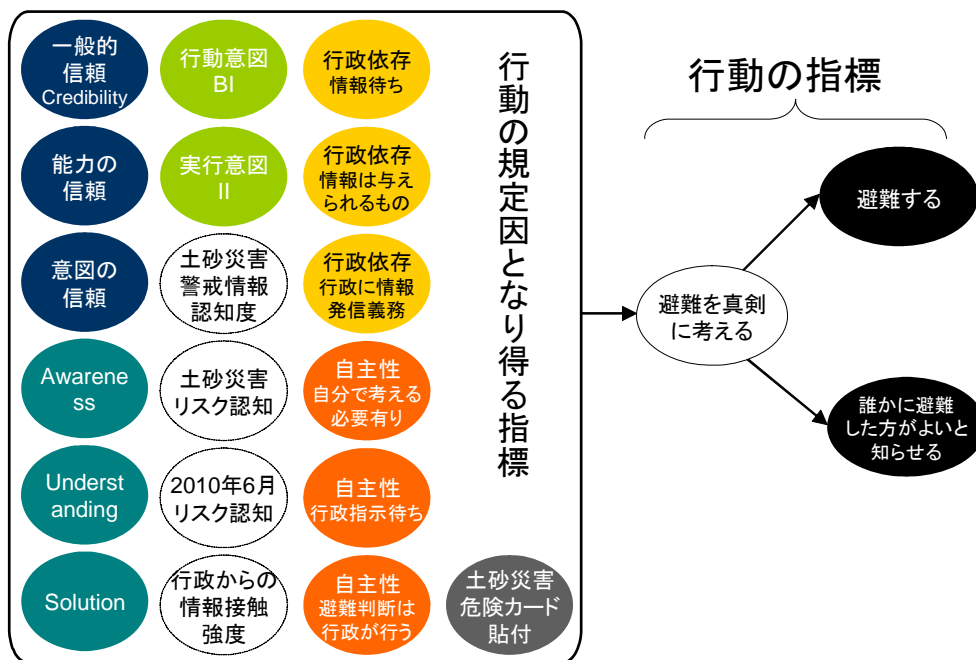 一般的
信頼
Credibility
行動意図
BI
行政依存
情報待ち
能力の
信頼
実行意図
II
行政依存
情報は与え
られるもの
意図の
信頼
土砂災害
警戒情報
認知度
行政依存
行政に情報
発信義務
Awarene
ss
土砂災害
リスク認知
自主性
自分で考える
必要有り
Underst
anding
2010年6月
リスク認知
自主性
行政指示待ち
Solution
行政からの
情報接触
強度
自主性
避難判断は
行政が行う
土砂災害
危険カード
貼付
行動の規定因となり得る指標
行動の指標
避難する
避難を真剣
に考える
誰かに避難
した方がよいと
知らせる